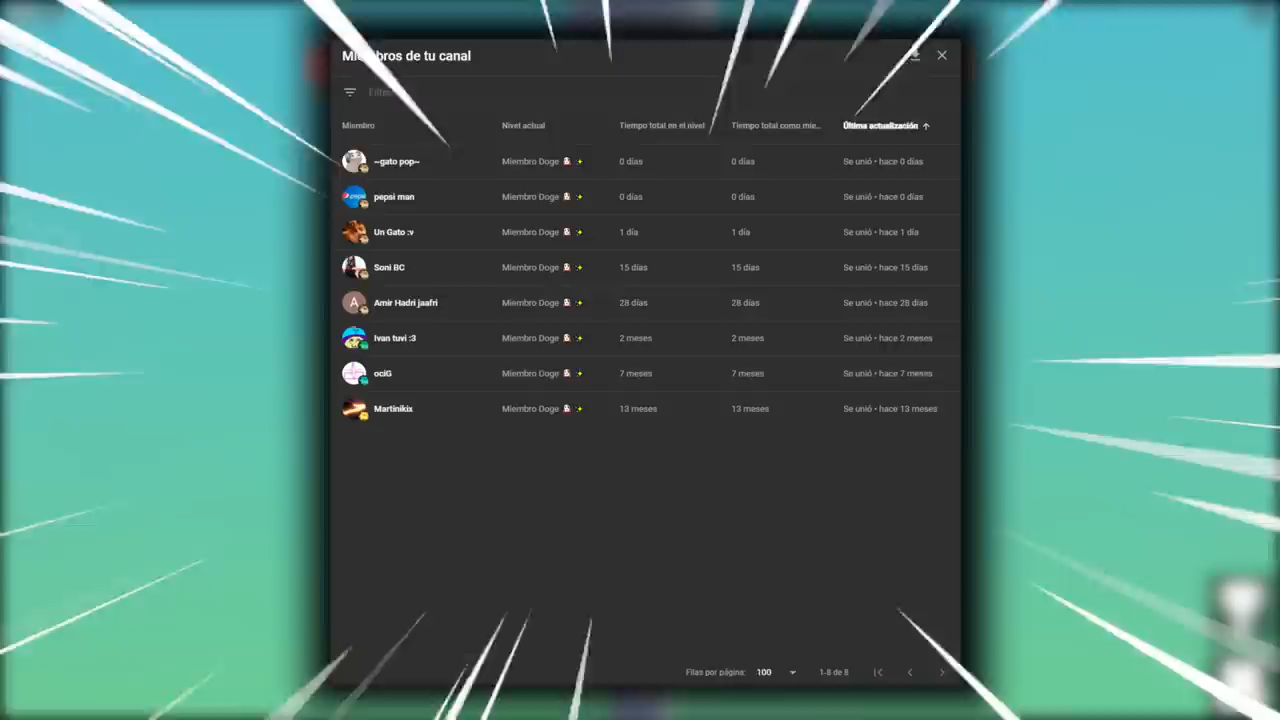 Miembros de tu canal
Filtrar
Miembro Nivel actual Tiempo total en el nivel Tiempo total como mie... Última actualización
~gato pop~ Miembro Doge 0 días 0 días Se unió • hace 0 días
pepsi man Miembro Doge 0 días 0 días Se unió • hace 0 días
Un Gato :v Miembro Doge 1 día 1 día Se unió • hace 1 día
Soni BC Miembro Doge 15 días 15 días Se unió • hace 15 días
A Amir Hadri jaafri Miembro Doge 28 días 28 días Se unió • hace 28 días
Ivan tuvi :3 Miembro Doge 2 meses 2 meses Se unió • hace 2 meses
ociG Miembro Doge 7 meses 7 meses Se unió • hace 7 meses
Martinikix Miembro Doge 13 meses 13 meses Se unió • hace 13 meses
Filas por página: 100 1-8 de 8